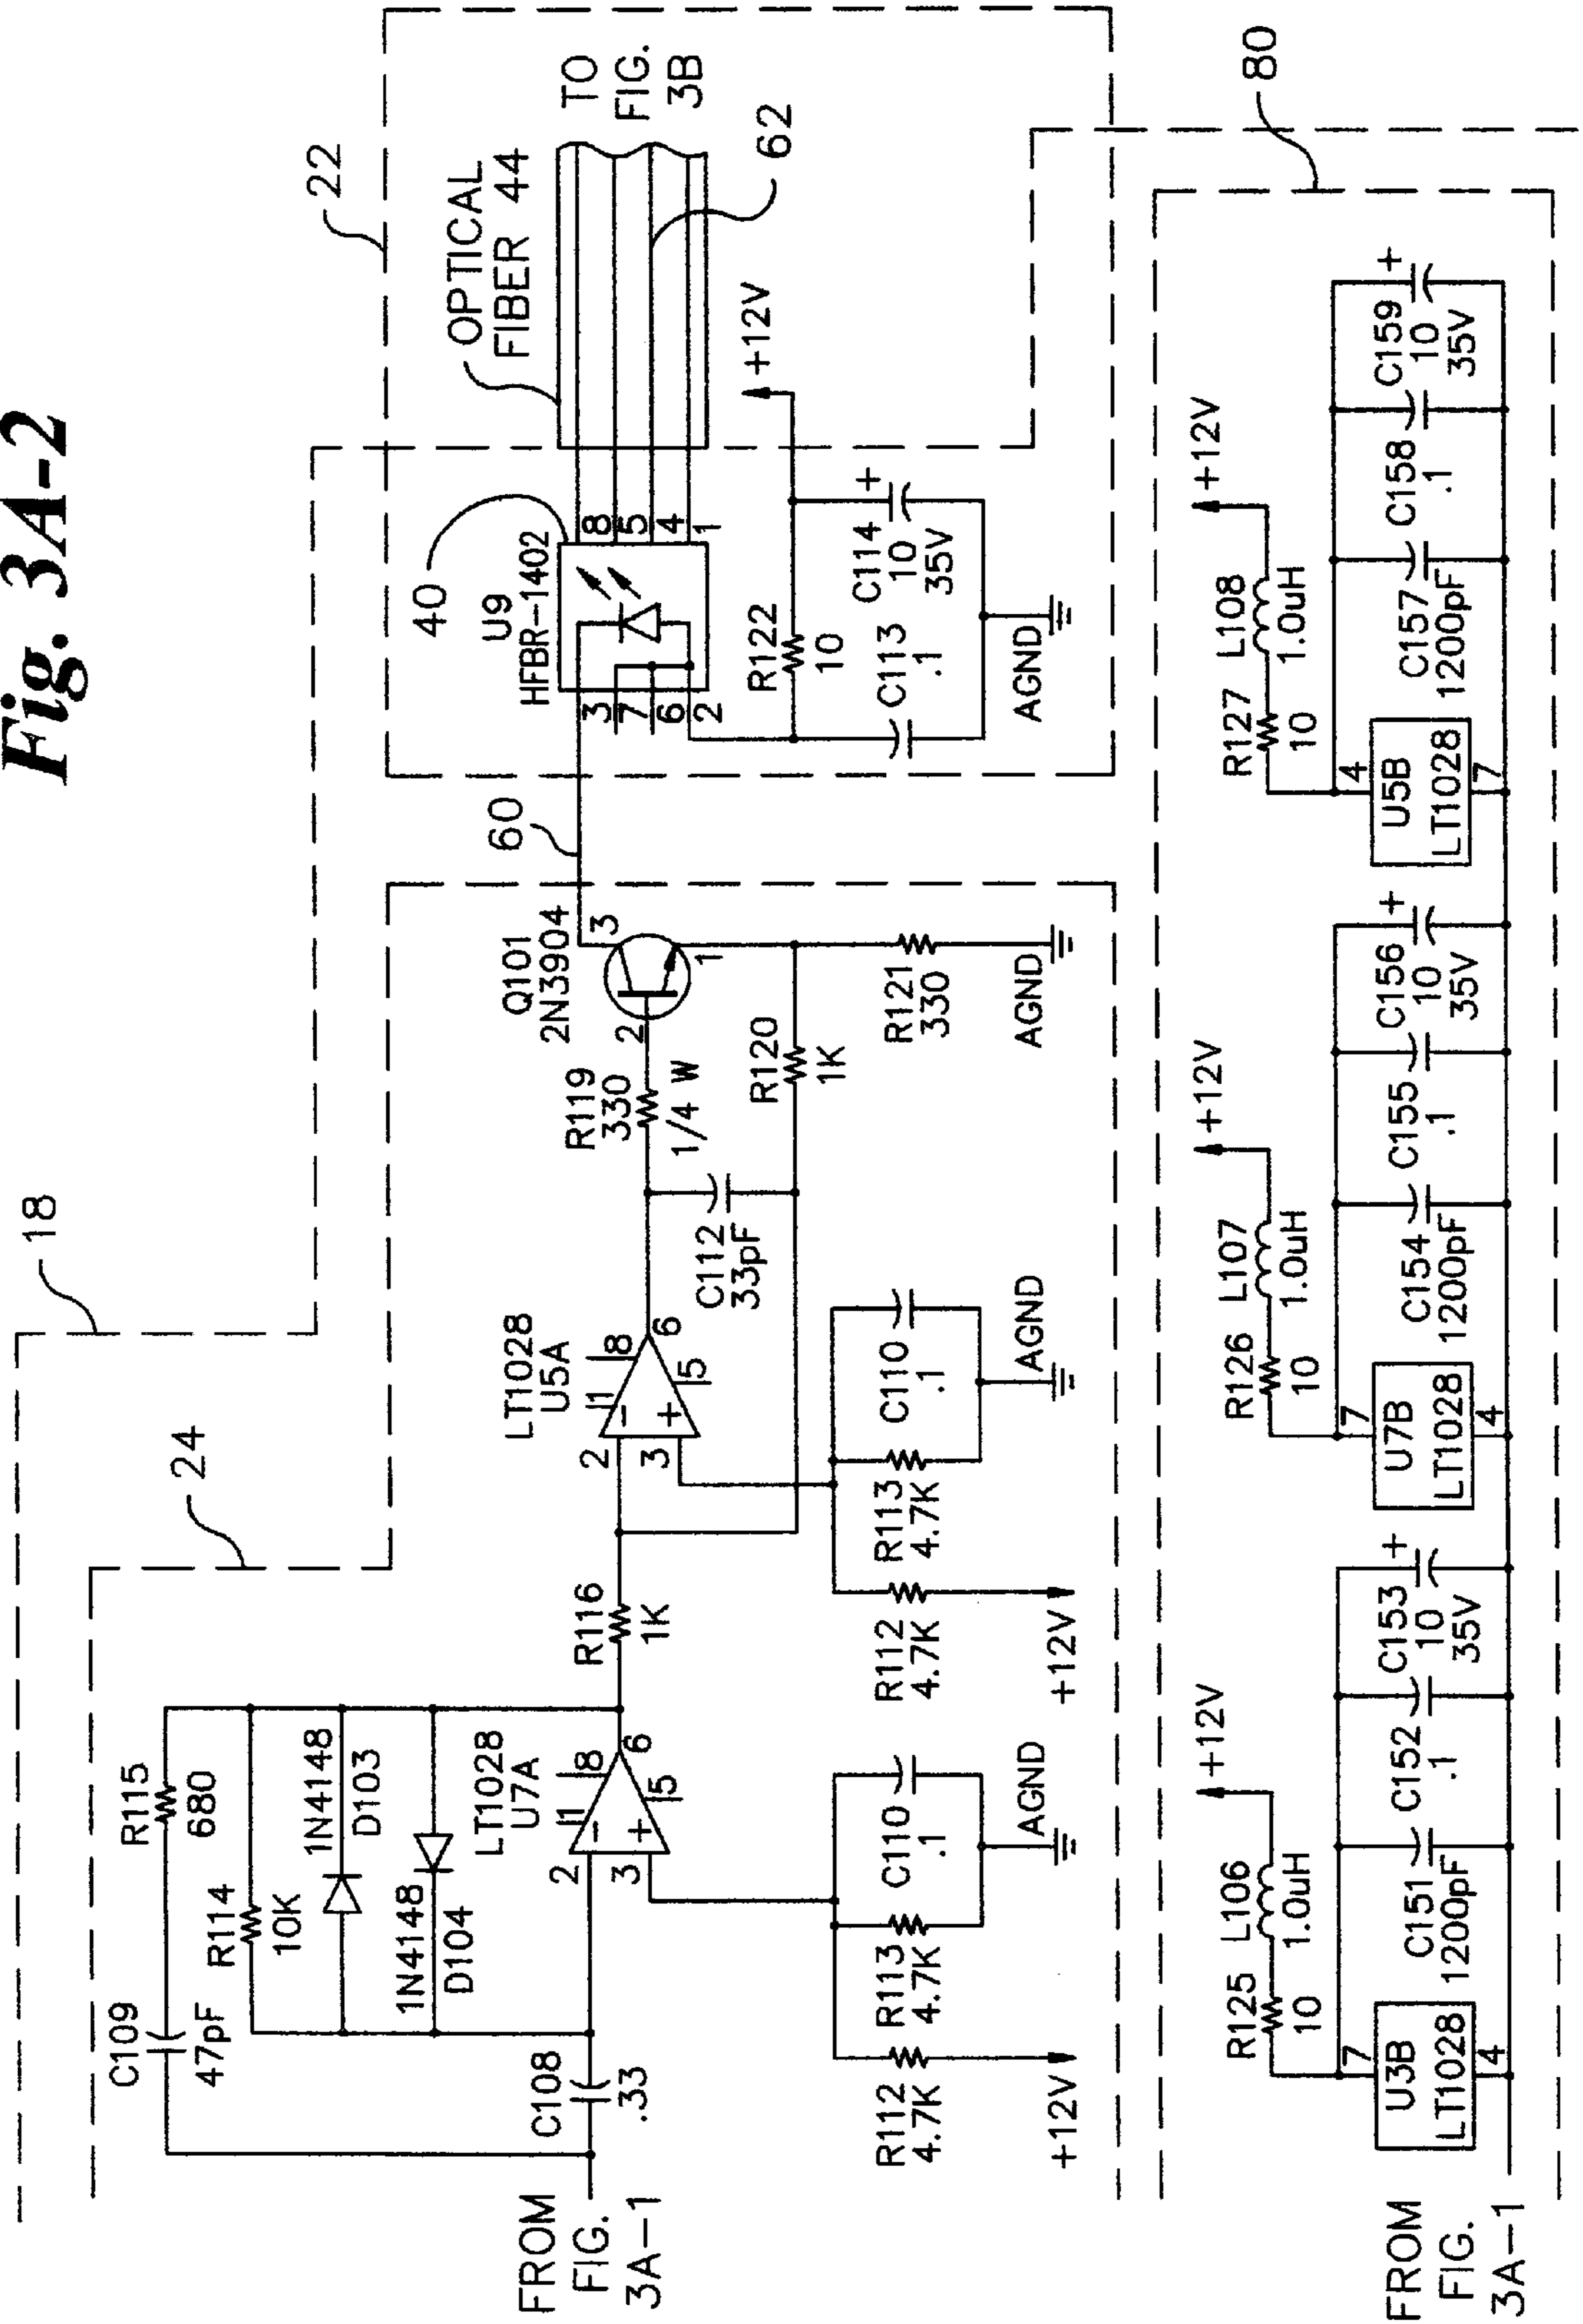 Fig. 3A-2
18
24
22
80
C109
47pF
R115
680
R114
10K
1N4148
D103
1N4148
D104
C108
.33
FROM
FIG.
3A-1
LT1028
U7A
2
3
1
8
5
6
-
+
R116
1K
R112
4.7K
+12V
R113
4.7K
C110
.1
AGND
LT1028
U5A
2
3
1
8
5
6
-
+
R112
4.7K
+12V
R113
4.7K
C110
.1
AGND
C112
33pF
R119
330
1/4 W
R120
1K
Q101
2N3904
2
3
1
R121
330
AGND
60
40
U9
HFBR-1402
3
7
6
2
8
5
4
1
OPTICAL
FIBER 44
TO
FIG.
3B
62
R122
10
+12V
C113
.1
C114
10
35V
+
AGND
FROM
FIG.
3A-1
R125
10
L106
1.0uH
+12V
7
U3B
LT1028
4
C151
1200pF
C152
.1
C153
10
35V
+
R126
10
L107
1.0uH
+12V
7
U7B
LT1028
4
C154
1200pF
C155
.1
C156
10
35V
+
R127
10
L108
1.0uH
+12V
4
U5B
LT1028
7
C157
1200pF
C158
.1
C159
10
35V
+